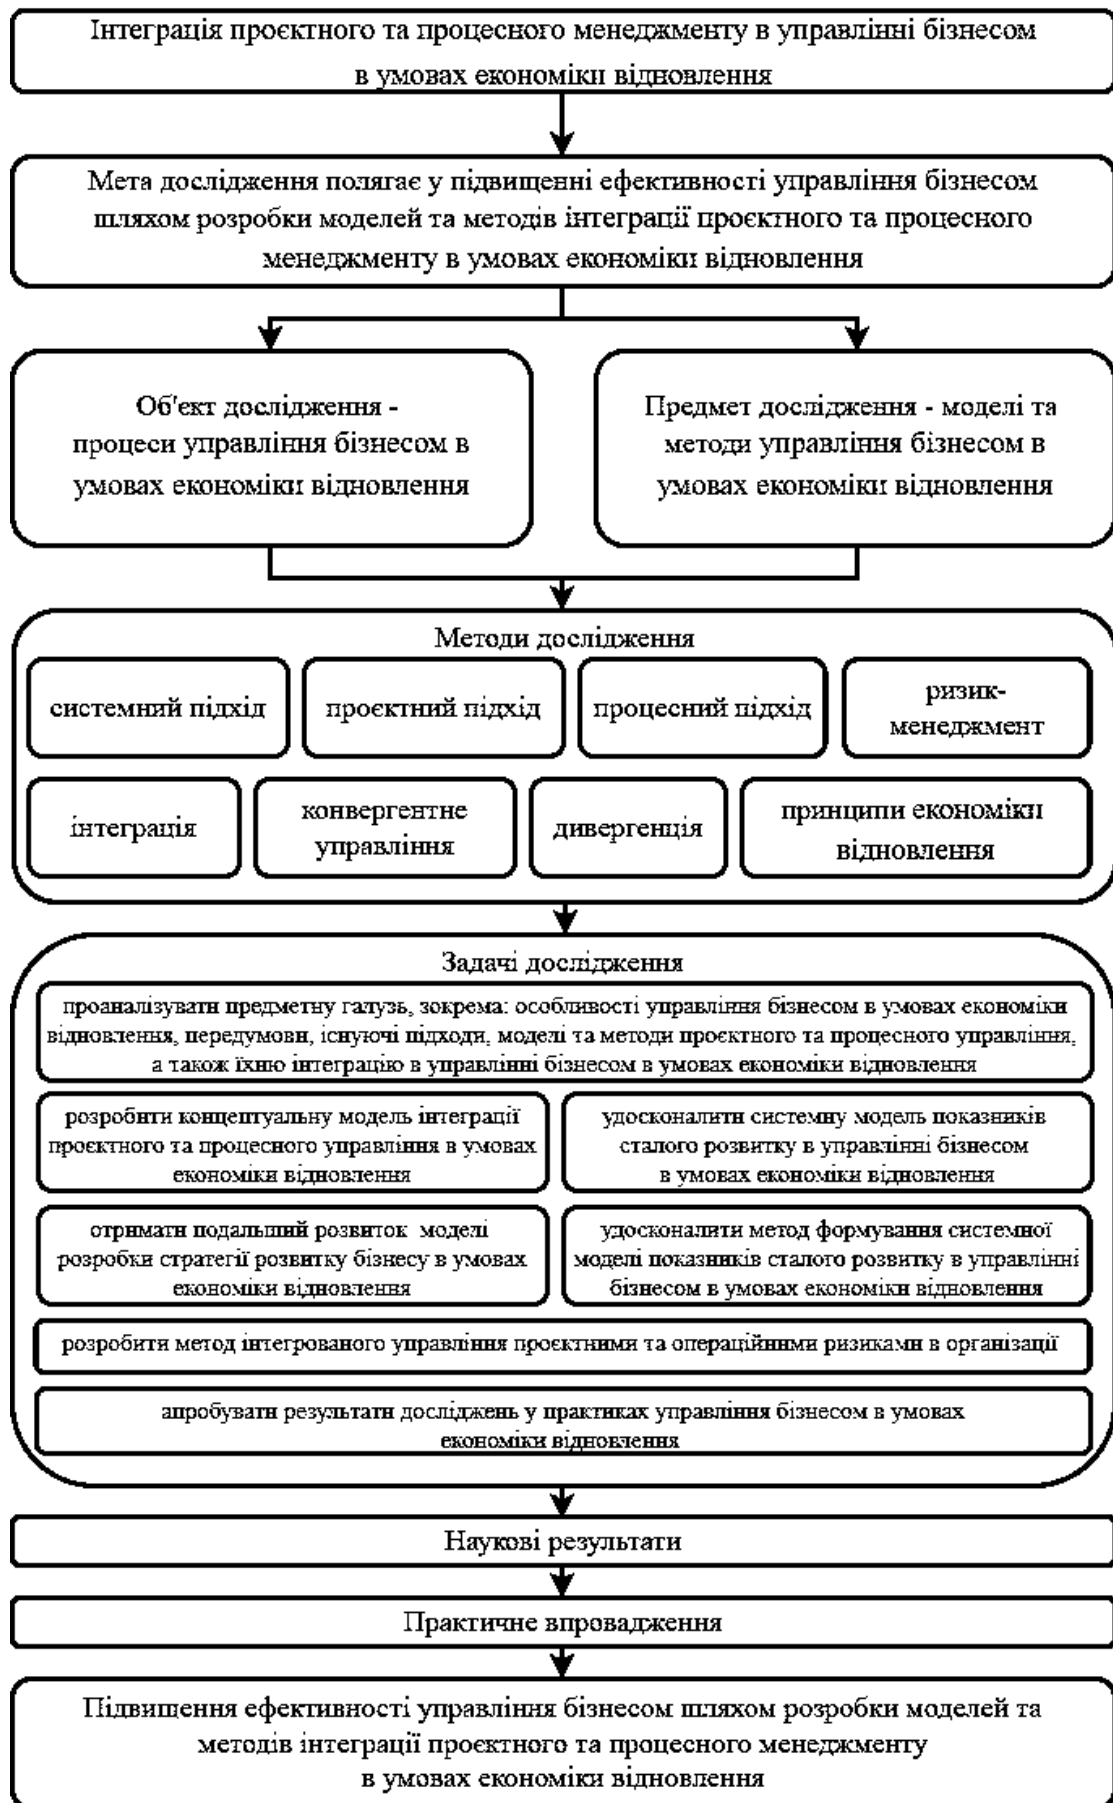 Інтеграція проєктного та процесного менеджменту в управлінні бізнесом
в умовах економіки відновлення
Мета дослідження полягає у підвищенні ефективності управління бізнесом
шляхом розробки моделей та методів інтеграції проєктного та процесного
менеджменту в умовах економіки відновлення
Об'єкт дослідження -
процеси управління бізнесом в
умовах економіки відновлення
Предмет дослідження - моделі та
методи управління бізнесом в
умовах економіки відновлення
Методи дослідження
системний підхід
проєктний підхід
процесний підхід
ризик-
менеджмент
інтеграція
конвергентне
управління
дивергенція
принципи економіки
відновлення
Задачі дослідження
проаналізувати предметну галузь, зокрема: особливості управління бізнесом в умовах економіки
відновлення, передумови, існуючі підходи, моделі та методи проєктного та процесного управління,
а також їхню інтеграцію в управлінні бізнесом в умовах економіки відновлення
розробити концептуальну модель інтеграції
проєктного та процесного управління в умовах
економіки відновлення
удосконалити системну модель показників
сталого розвитку в управлінні бізнесом
в умовах економіки відновлення
отримати подальший розвиток моделі
розробки стратегії розвитку бізнесу в умовах
економіки відновлення
удосконалити метод формування системної
моделі показників сталого розвитку в управлінні
бізнесом в умовах економіки відновлення
розробити метод інтегрованого управління проєктними та операційними ризиками в організації
апробувати результати досліджень у практиках управління бізнесом в умовах
економіки відновлення
Наукові результати
Практичне впровадження
Підвищення ефективності управління бізнесом шляхом розробки моделей та
методів інтеграції проєктного та процесного менеджменту
в умовах економіки відновлення